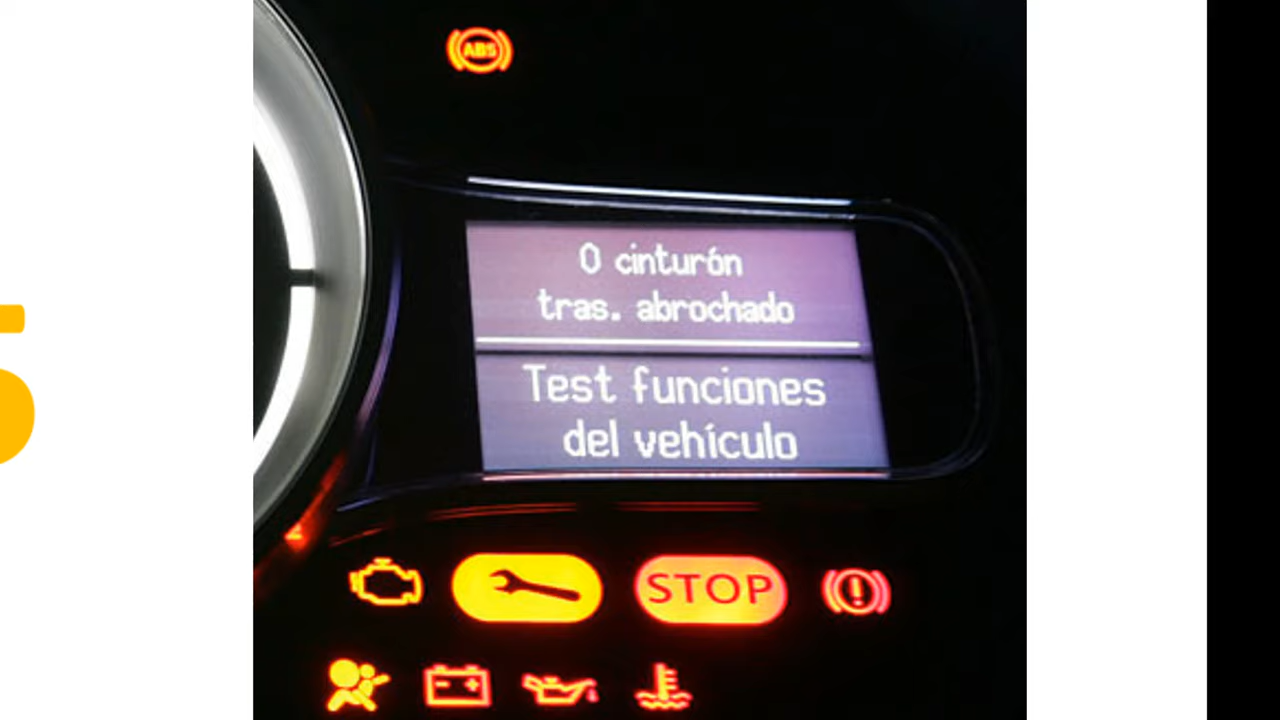 ABS
0 cinturón
tras. abrochado
Test funciones
del vehículo
STOP